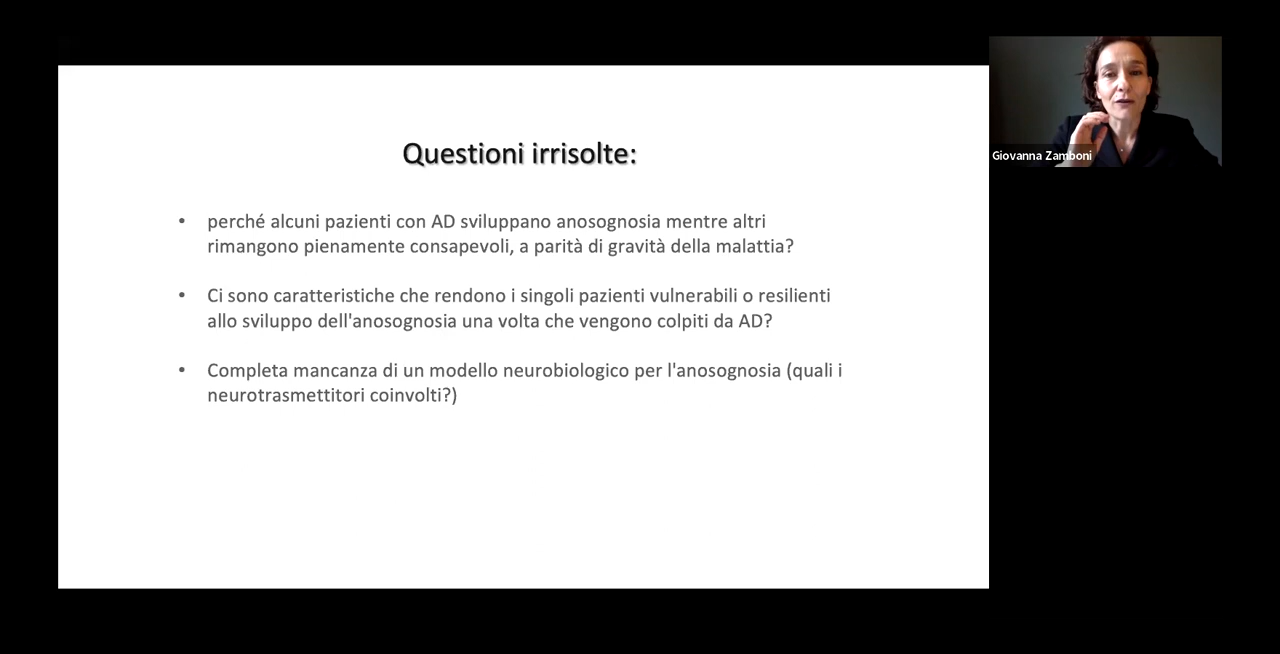 Questioni irrisolte:
• perché alcuni pazienti con AD sviluppano anosognosia mentre altri
rimangono pienamente consapevoli, a parità di gravità della malattia?
• Ci sono caratteristiche che rendono i singoli pazienti vulnerabili o resilienti
allo sviluppo dell'anosognosia una volta che vengono colpiti da AD?
• Completa mancanza di un modello neurobiologico per l'anosognosia (quali i
neurotrasmettitori coinvolti?)
Giovanna Zamboni